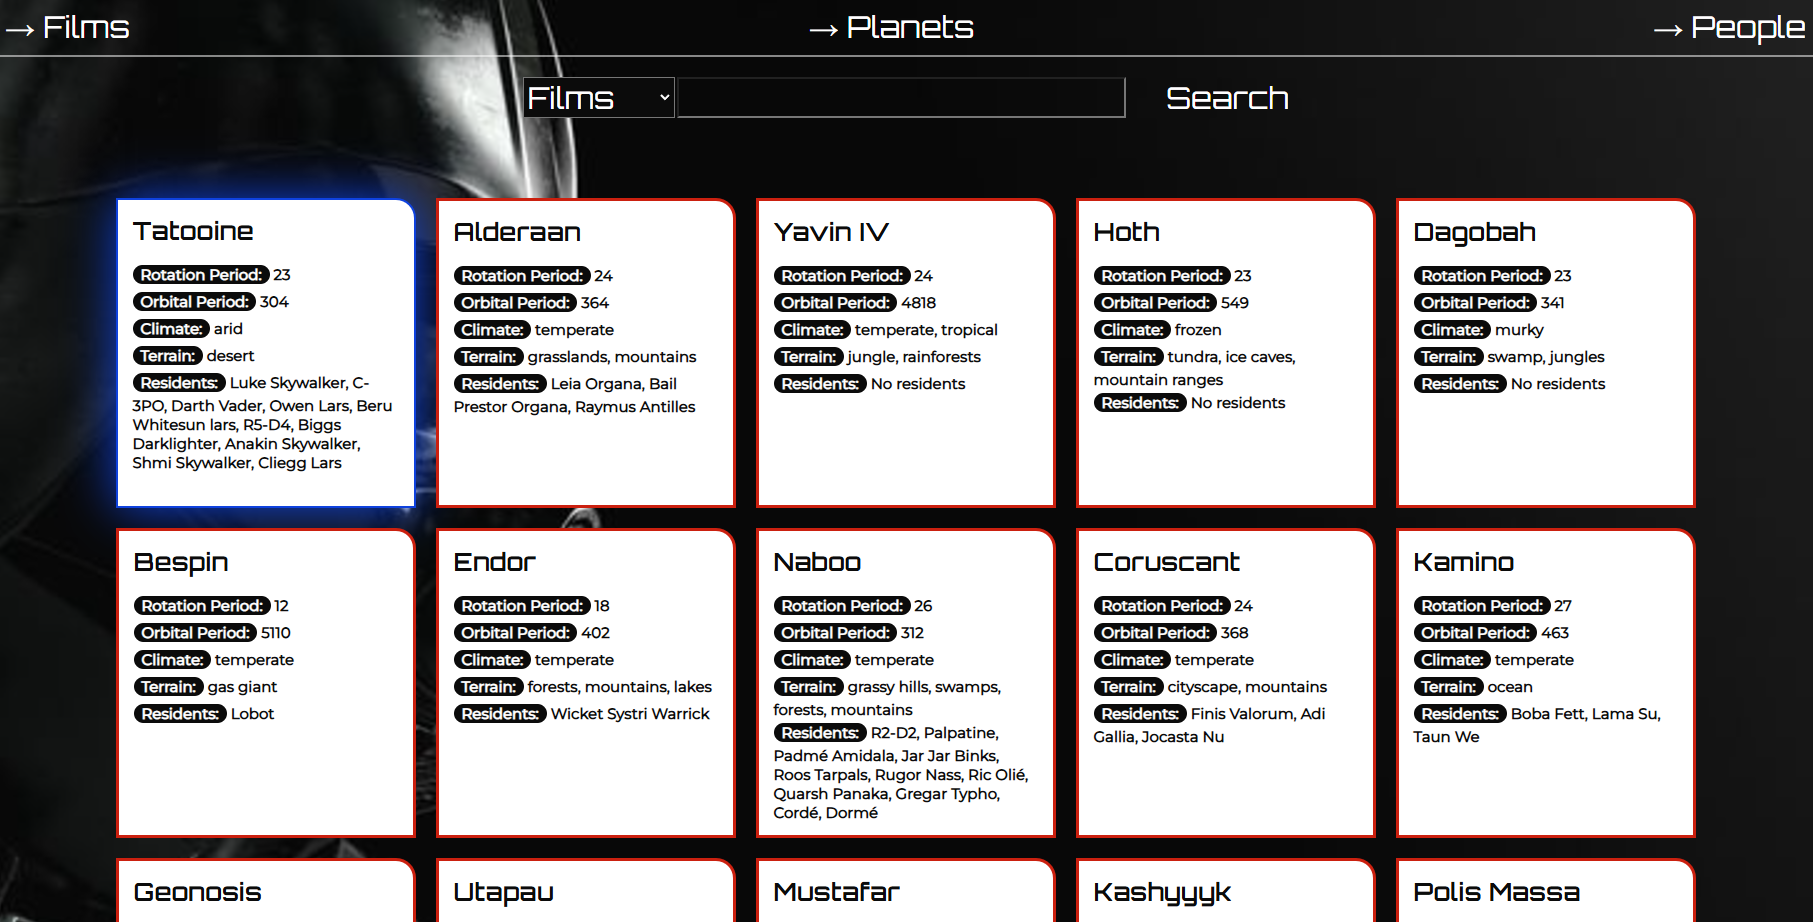 → Films
→ Planets
→ People
Films
Search
Tatooine
Rotation Period: 23
Orbital Period: 304
Climate: arid
Terrain: desert
Residents: Luke Skywalker, C-
3PO, Darth Vader, Owen Lars, Beru
Whitesun lars, R5-D4, Biggs
Darklighter, Anakin Skywalker,
Shmi Skywalker, Cliegg Lars
Alderaan
Rotation Period: 24
Orbital Period: 364
Climate: temperate
Terrain: grasslands, mountains
Residents: Leia Organa, Bail
Prestor Organa, Raymus Antilles
Yavin IV
Rotation Period: 24
Orbital Period: 4818
Climate: temperate, tropical
Terrain: jungle, rainforests
Residents: No residents
Hoth
Rotation Period: 23
Orbital Period: 549
Climate: frozen
Terrain: tundra, ice caves,
mountain ranges
Residents: No residents
Dagobah
Rotation Period: 23
Orbital Period: 341
Climate: murky
Terrain: swamp, jungles
Residents: No residents
Bespin
Rotation Period: 12
Orbital Period: 5110
Climate: temperate
Terrain: gas giant
Residents: Lobot
Endor
Rotation Period: 18
Orbital Period: 402
Climate: temperate
Terrain: forests, mountains, lakes
Residents: Wicket Systri Warrick
Naboo
Rotation Period: 26
Orbital Period: 312
Climate: temperate
Terrain: grassy hills, swamps,
forests, mountains
Residents: R2-D2, Palpatine,
Padmé Amidala, Jar Jar Binks,
Roos Tarpals, Rugor Nass, Ric Olié,
Quarsh Panaka, Gregar Typho,
Cordé, Dormé
Coruscant
Rotation Period: 24
Orbital Period: 368
Climate: temperate
Terrain: cityscape, mountains
Residents: Finis Valorum, Adi
Gallia, Jocasta Nu
Kamino
Rotation Period: 27
Orbital Period: 463
Climate: temperate
Terrain: ocean
Residents: Boba Fett, Lama Su,
Taun We
Geonosis
Utapau
Mustafar
Kashyyyk
Polis Massa